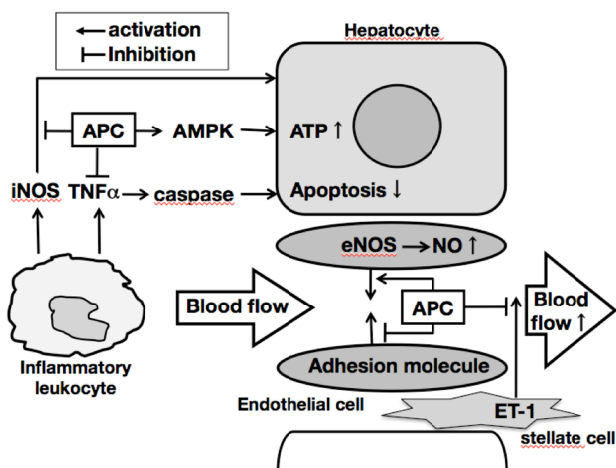 activation
Inhibition
Hepatocyte
APC
AMPK
ATP ↑
iNOS
TNFα
caspase
Apoptosis ↓
eNOS → NO ↑
Blood flow
APC
Blood
flow ↑
Inflammatory
leukocyte
Adhesion molecule
Endothelial cell
ET-1
stellate cell